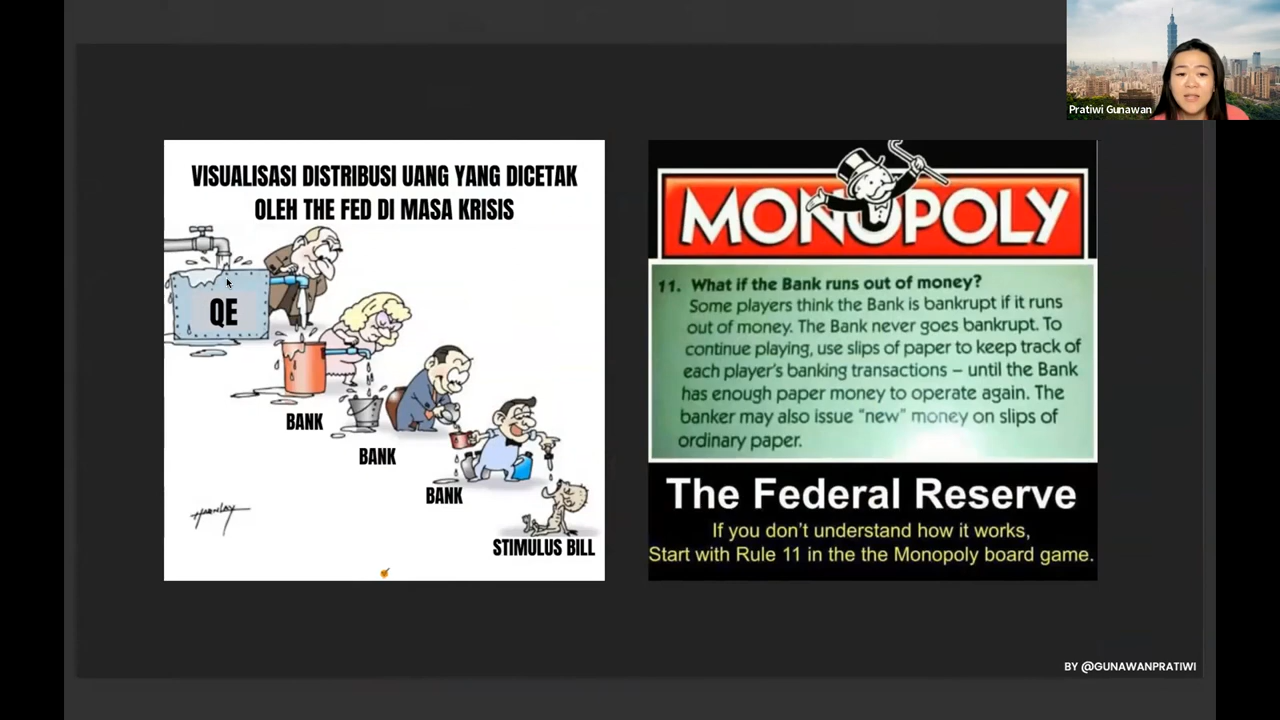 Pratiwi Gunawan
VISUALISASI DISTRIBUSI UANG YANG DICETAK
OLEH THE FED DI MASA KRISIS
QE
BANK
BANK
BANK
STIMULUS BILL
MONOPOLY
11. What if the Bank runs out of money?
Some players think the Bank is bankrupt if it runs
out of money. The Bank never goes bankrupt. To
continue playing, use slips of paper to keep track of
each player's banking transactions – until the Bank
has enough paper money to operate again. The
banker may also issue "new" money on slips of
ordinary paper.
The Federal Reserve
If you don't understand how it works,
Start with Rule 11 in the the Monopoly board game.
BY @GUNAWANPRATIWI